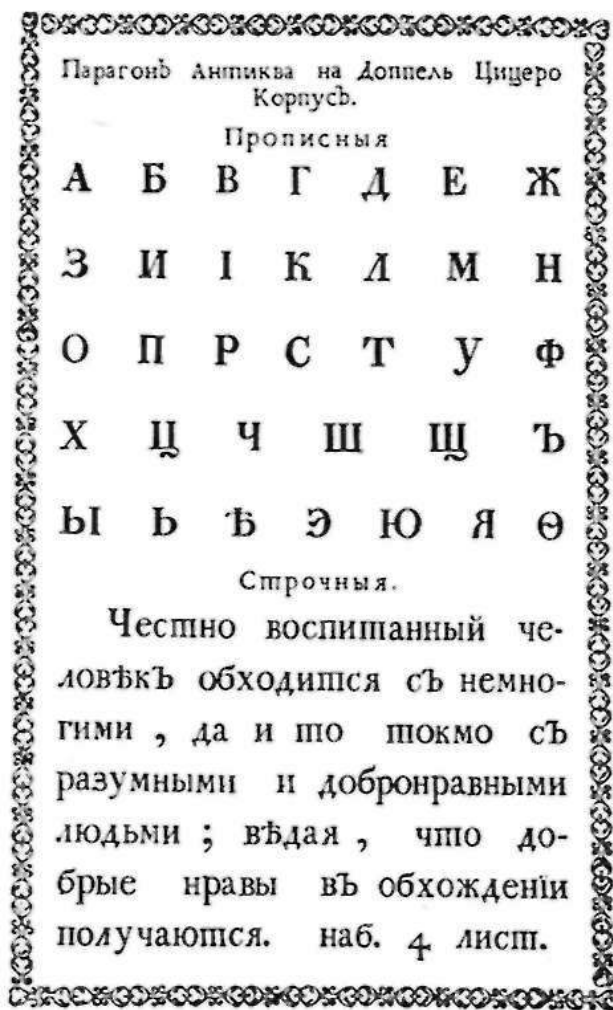 Парагонъ Антиква на Доппель Цицеро
Корпусъ.
Прописныя
А Б В Г Д Е Ж
З И І К Л М Н
О П Р С Т У Ф
Х Ц Ч Ш Щ Ъ
Ы Ь Ѣ Э Ю Я Ѳ
Строчныя.
Честно воспитанный че-
ловѣкъ обходится съ немно-
гими , да и то токмо съ
разумными и добронравными
людьми ; вѣдая , что до-
брые нравы въ обхожденіи
получаются. наб. 4 лист.